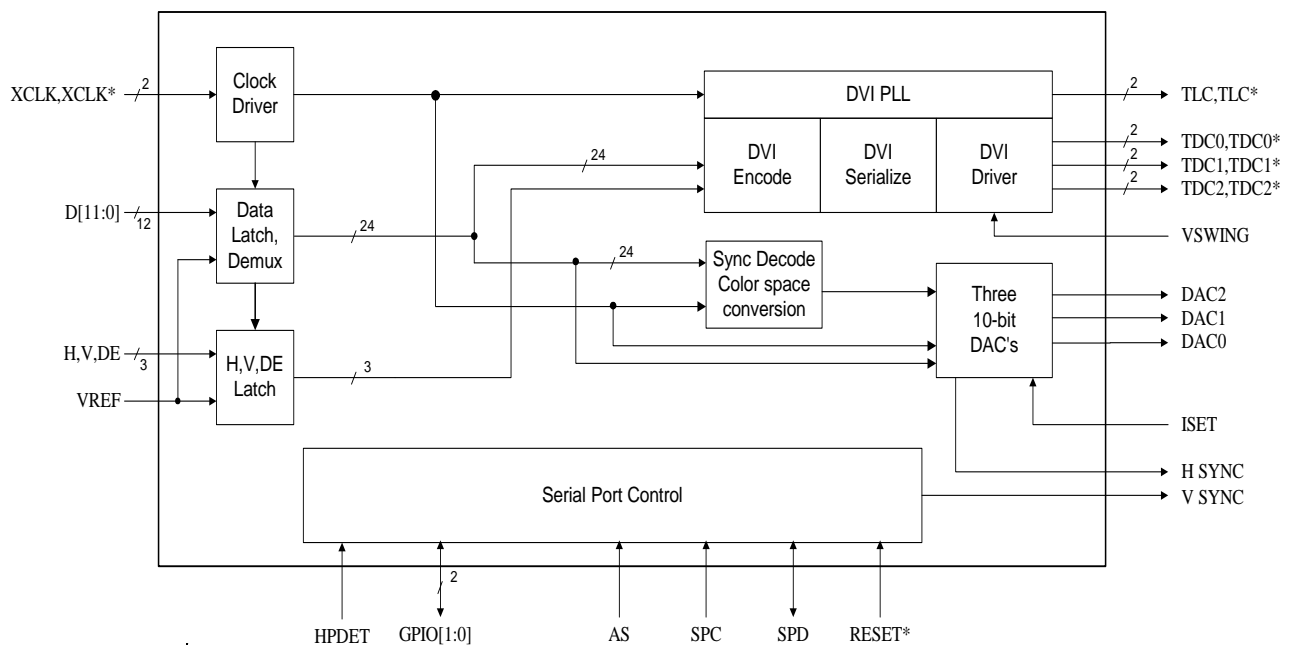 XCLK,XCLK*
2
Clock
Driver
DVI PLL
2
TLC,TLC*
DVI
Encode
DVI
Serialize
DVI
Driver
2
TDC0,TDC0*
2
TDC1,TDC1*
2
TDC2,TDC2*
24
D[11:0]
12
Data
Latch,
Demux
24
VSWING
24
Sync Decode
Color space
conversion
Three
10-bit
DAC's
DAC2
DAC1
DAC0
H,V,DE
3
H,V,DE
Latch
3
VREF
ISET
H SYNC
Serial Port Control
V SYNC
2
HPDET
GPIO[1:0]
AS
SPC
SPD
RESET*